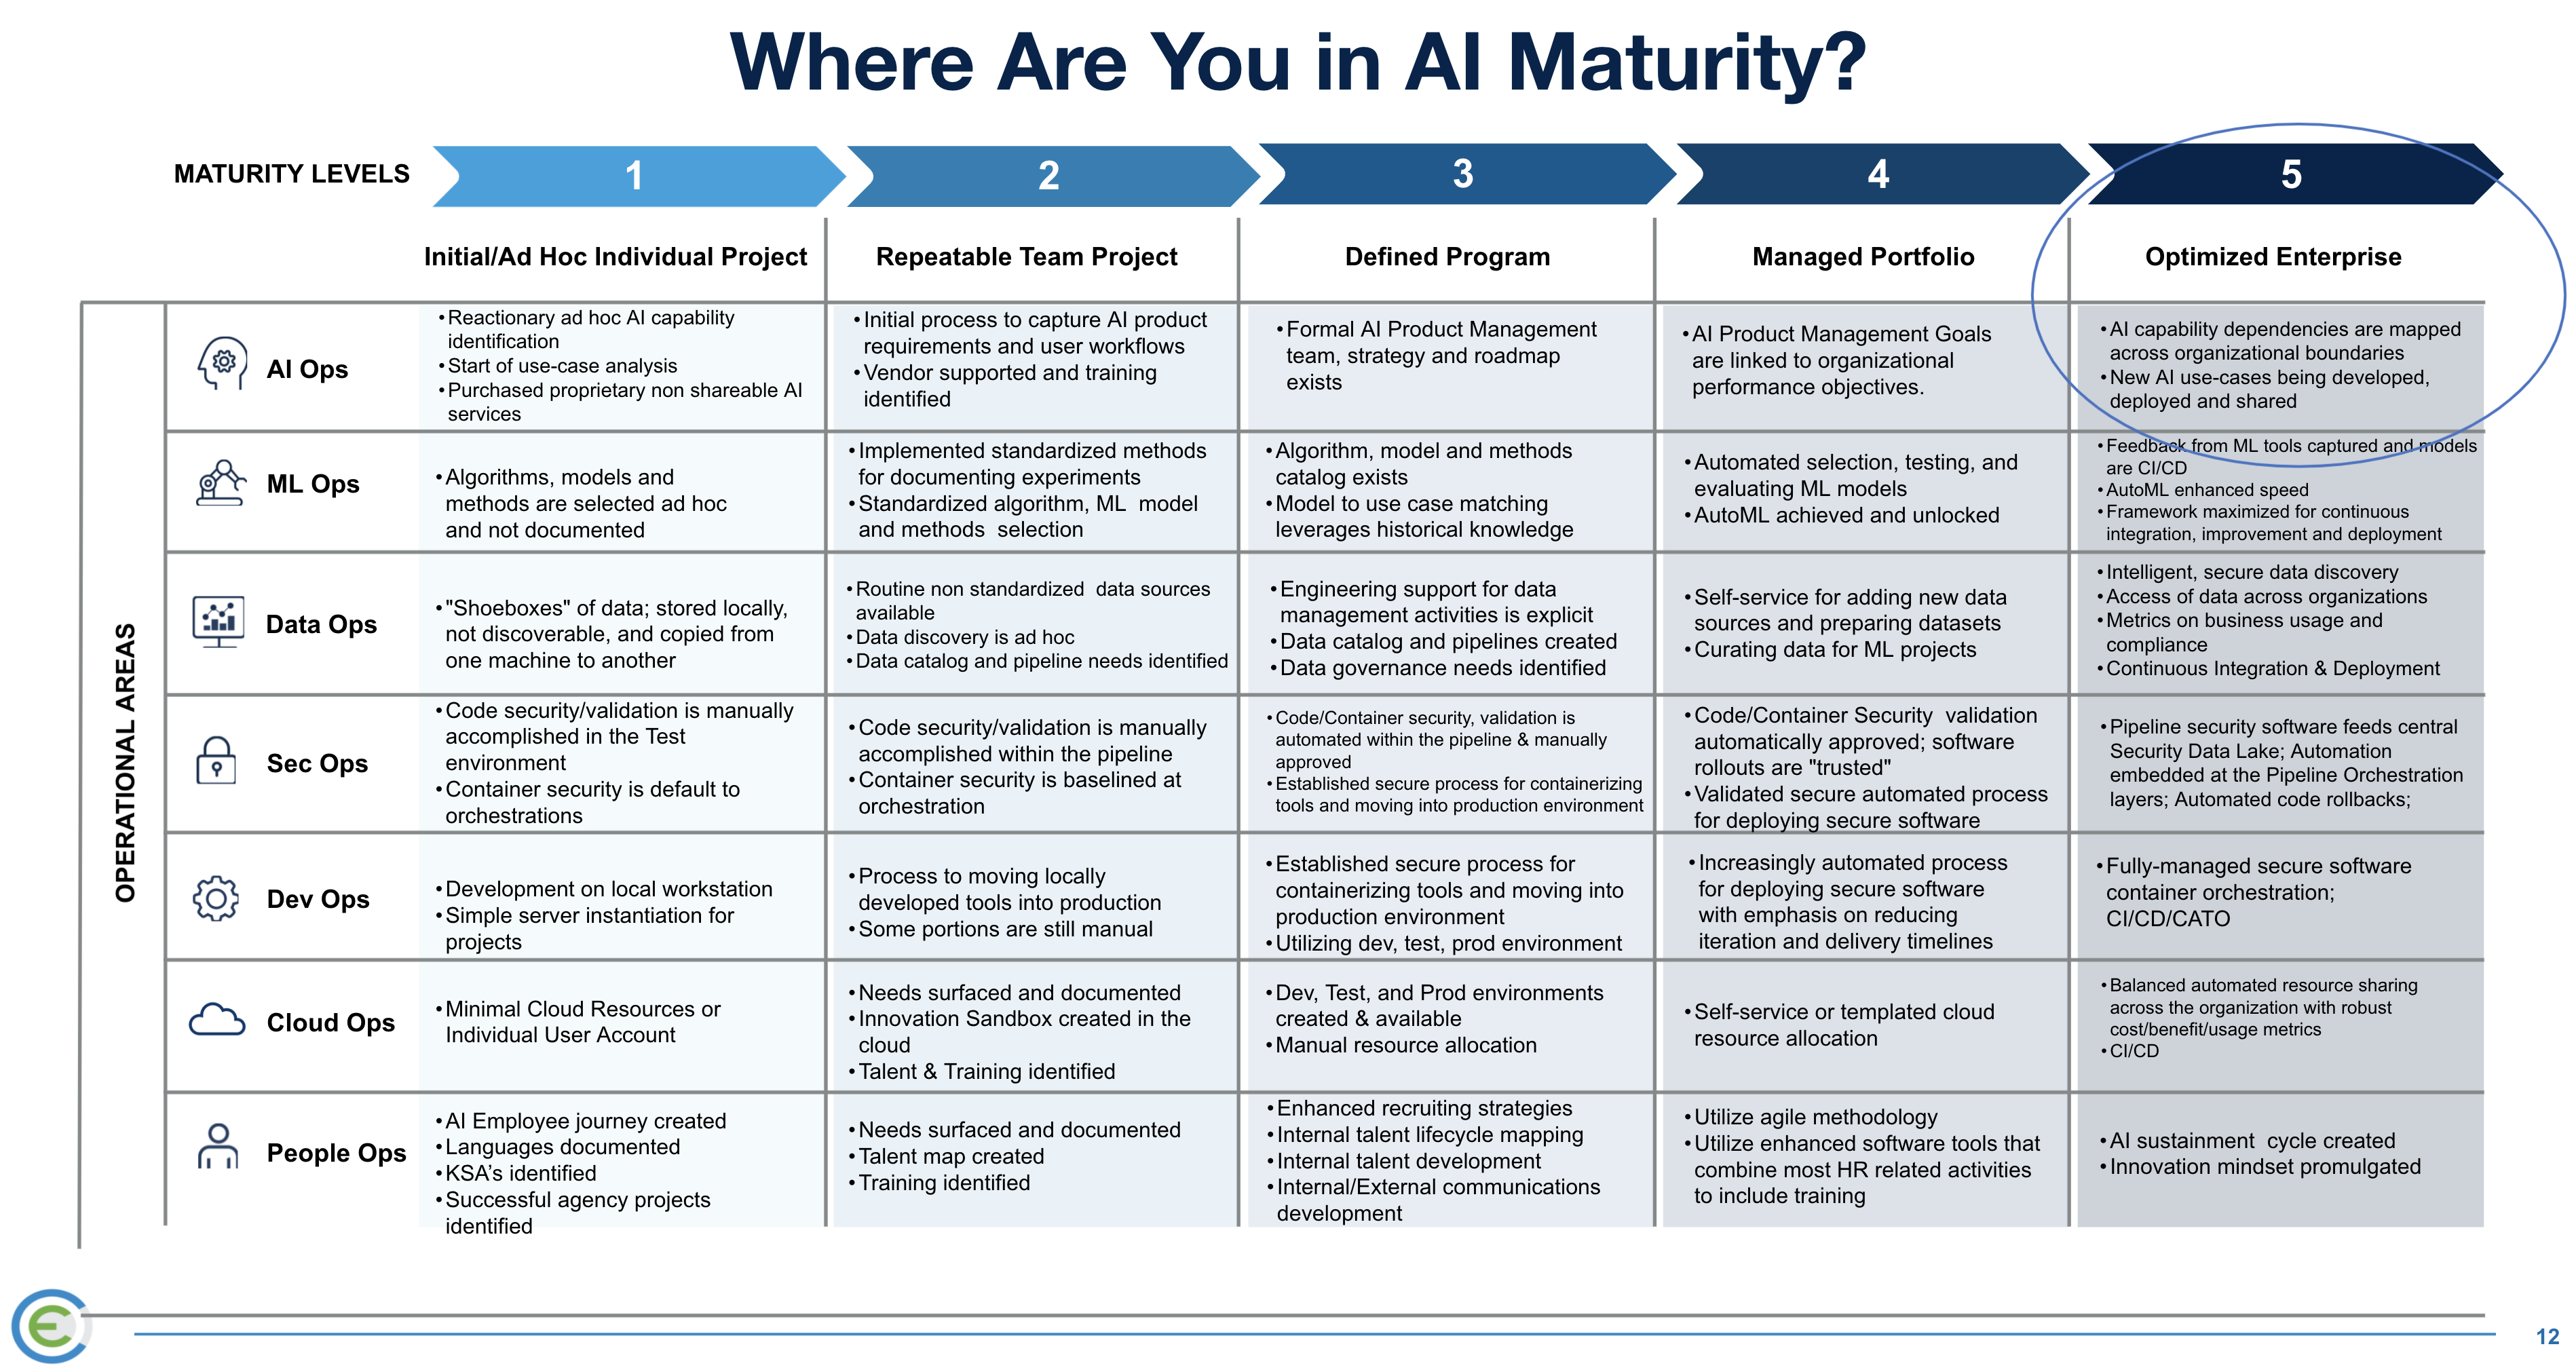 Where Are You in AI Maturity?
MATURITY LEVELS
1
2
3
4
5
Initial/Ad Hoc Individual Project
Repeatable Team Project
Defined Program
Managed Portfolio
Optimized Enterprise
OPERATIONAL AREAS
AI Ops
•Reactionary ad hoc AI capability
identification
•Start of use-case analysis
•Purchased proprietary non shareable AI
services
•Initial process to capture AI product
requirements and user workflows
•Vendor supported and training
identified
•Formal AI Product Management
team, strategy and roadmap
exists
•AI Product Management Goals
are linked to organizational
performance objectives.
•AI capability dependencies are mapped
across organizational boundaries
•New AI use-cases being developed,
deployed and shared
ML Ops
•Algorithms, models and
methods are selected ad hoc
and not documented
•Implemented standardized methods
for documenting experiments
•Standardized algorithm, ML model
and methods selection
•Algorithm, model and methods
catalog exists
•Model to use case matching
leverages historical knowledge
•Automated selection, testing, and
evaluating ML models
•AutoML achieved and unlocked
•Feedback from ML tools captured and models
are CI/CD
•AutoML enhanced speed
•Framework maximized for continuous
integration, improvement and deployment
Data Ops
•"Shoeboxes" of data; stored locally,
not discoverable, and copied from
one machine to another
•Routine non standardized data sources
available
•Data discovery is ad hoc
•Data catalog and pipeline needs identified
•Engineering support for data
management activities is explicit
•Data catalog and pipelines created
•Data governance needs identified
•Self-service for adding new data
sources and preparing datasets
•Curating data for ML projects
•Intelligent, secure data discovery
•Access of data across organizations
•Metrics on business usage and
compliance
•Continuous Integration & Deployment
Sec Ops
•Code security/validation is manually
accomplished in the Test
environment
•Container security is default to
orchestrations
•Code security/validation is manually
accomplished within the pipeline
•Container security is baselined at
orchestration
•Code/Container security, validation is
automated within the pipeline & manually
approved
•Established secure process for containerizing
tools and moving into production environment
•Code/Container Security validation
automatically approved; software
rollouts are "trusted"
•Validated secure automated process
for deploying secure software
•Pipeline security software feeds central
Security Data Lake; Automation
embedded at the Pipeline Orchestration
layers; Automated code rollbacks;
Dev Ops
•Development on local workstation
•Simple server instantiation for
projects
•Process to moving locally
developed tools into production
•Some portions are still manual
•Established secure process for
containerizing tools and moving into
production environment
•Utilizing dev, test, prod environment
•Increasingly automated process
for deploying secure software
with emphasis on reducing
iteration and delivery timelines
•Fully-managed secure software
container orchestration;
CI/CD/CATO
Cloud Ops
•Minimal Cloud Resources or
Individual User Account
•Needs surfaced and documented
•Innovation Sandbox created in the
cloud
•Talent & Training identified
•Dev, Test, and Prod environments
created & available
•Manual resource allocation
•Self-service or templated cloud
resource allocation
•Balanced automated resource sharing
across the organization with robust
cost/benefit/usage metrics
•CI/CD
People Ops
•AI Employee journey created
•Languages documented
•KSA’s identified
•Successful agency projects
identified
•Needs surfaced and documented
•Talent map created
•Training identified
•Enhanced recruiting strategies
•Internal talent lifecycle mapping
•Internal talent development
•Internal/External communications
development
•Utilize agile methodology
•Utilize enhanced software tools that
combine most HR related activities
to include training
•AI sustainment cycle created
•Innovation mindset promulgated
12